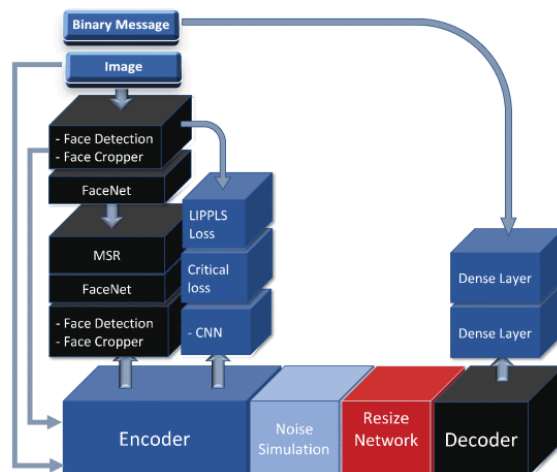 Binary Message
Image
- Face Detection
- Face Cropper
FaceNet
MSR
FaceNet
- Face Detection
- Face Cropper
LIPPLS
Loss
Critical
loss
- CNN
Dense Layer
Dense Layer
Encoder
Noise
Simulation
Resize
Network
Decoder